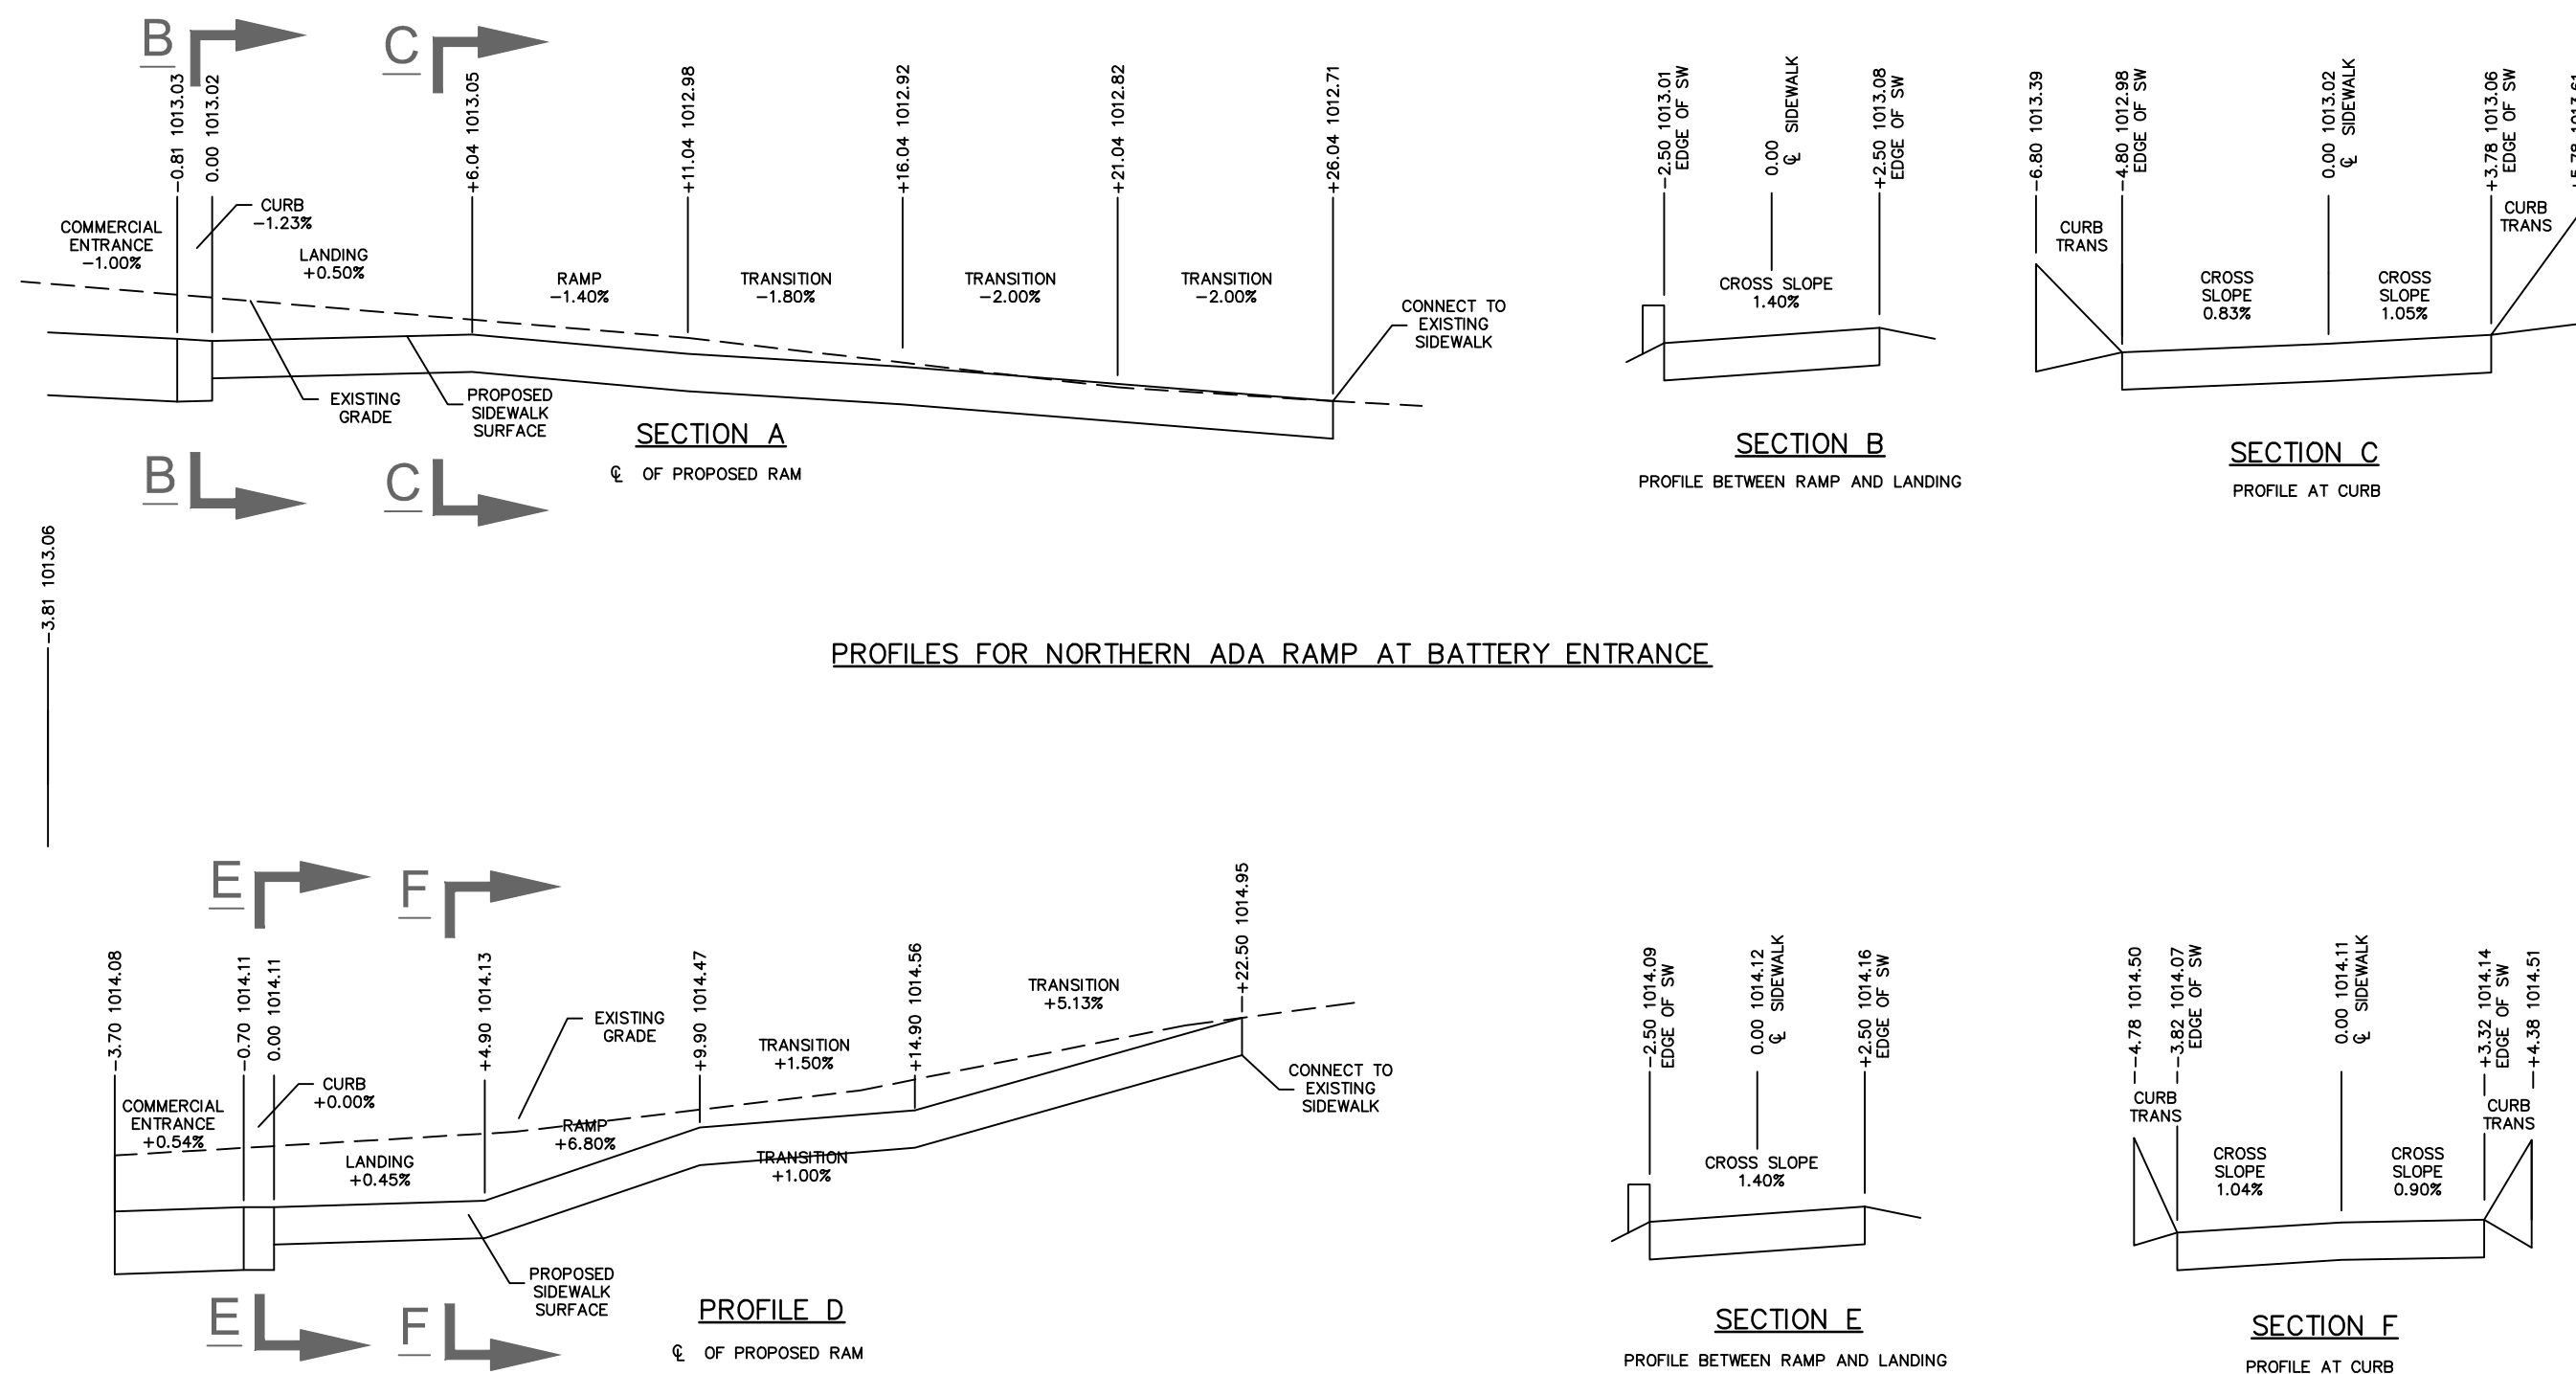 B
C
-0.81 1013.03
0.00 1013.02
+6.04 1013.05
+11.04 1012.98
+16.04 1012.92
+21.04 1012.82
+26.04 1012.71
COMMERCIAL
ENTRANCE
-1.00%
CURB
-1.23%
LANDING
+0.50%
RAMP
-1.40%
TRANSITION
-1.80%
TRANSITION
-2.00%
TRANSITION
-2.00%
CONNECT TO
EXISTING
SIDEWALK
EXISTING
GRADE
PROPOSED
SIDEWALK
SURFACE
B
C
SECTION A
℄ OF PROPOSED RAM
-2.50 1013.01
EDGE OF SW
0.00
℄ SIDEWALK
+2.50 1013.08
EDGE OF SW
CROSS SLOPE
1.40%
SECTION B
PROFILE BETWEEN RAMP AND LANDING
-6.80 1013.39
-4.80 1012.98
EDGE OF SW
0.00 1013.02
℄ SIDEWALK
+3.78 1013.06
EDGE OF SW
+5.78 1013.61
CURB
TRANS
CROSS
SLOPE
0.83%
CROSS
SLOPE
1.05%
CURB
TRANS
SECTION C
PROFILE AT CURB
-3.81 1013.06
PROFILES FOR NORTHERN ADA RAMP AT BATTERY ENTRANCE
E
F
-3.70 1014.08
-0.70 1014.11
0.00 1014.11
+4.90 1014.13
+9.90 1014.47
+14.90 1014.56
+22.50 1014.95
COMMERCIAL
ENTRANCE
+0.54%
CURB
+0.00%
LANDING
+0.45%
EXISTING
GRADE
RAMP
+6.80%
TRANSITION
+1.50%
TRANSITION
+1.00%
TRANSITION
+5.13%
CONNECT TO
EXISTING
SIDEWALK
PROPOSED
SIDEWALK
SURFACE
E
F
PROFILE D
℄ OF PROPOSED RAM
-2.50 1014.09
EDGE OF SW
0.00 1014.12
℄ SIDEWALK
+2.50 1014.16
EDGE OF SW
CROSS SLOPE
1.40%
SECTION E
PROFILE BETWEEN RAMP AND LANDING
-4.78 1014.50
-3.82 1014.07
EDGE OF SW
0.00 1014.11
℄ SIDEWALK
+3.32 1014.14
EDGE OF SW
+4.38 1014.51
CURB
TRANS
CROSS
SLOPE
1.04%
CROSS
SLOPE
0.90%
CURB
TRANS
SECTION F
PROFILE AT CURB